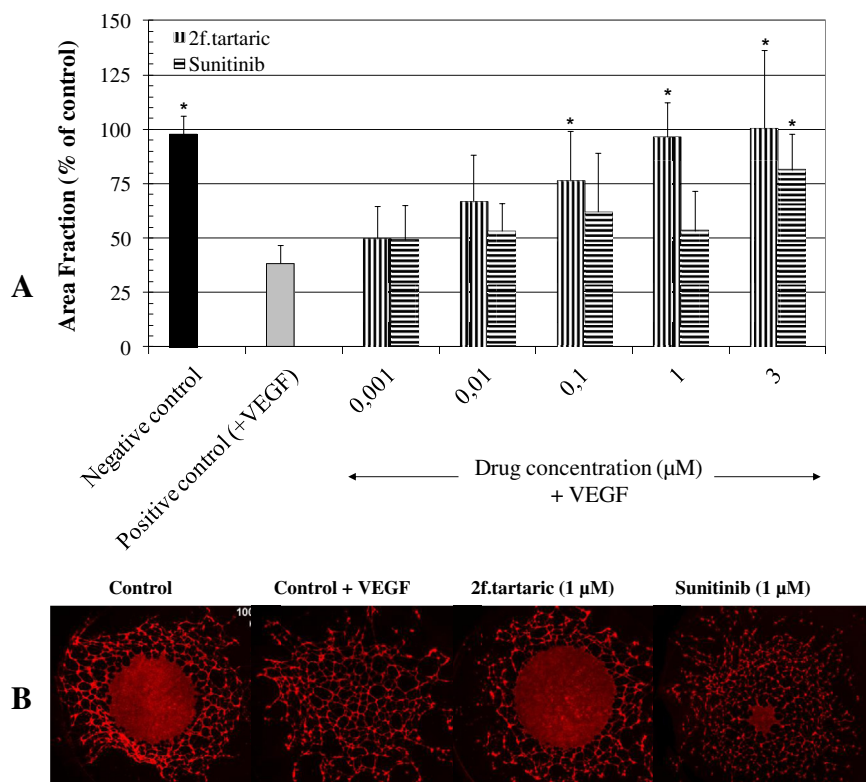 150
2f.tartaric
Sunitinib
125
100
75
50
25
0
Area Fraction (% of control)
A
* * * * *
Negative control
Positive control (+VEGF)
0,001
0,01
0,1
1
3
Drug concentration (µM)
+ VEGF
Control
Control + VEGF
2f.tartaric (1 µM)
Sunitinib (1 µM)
B